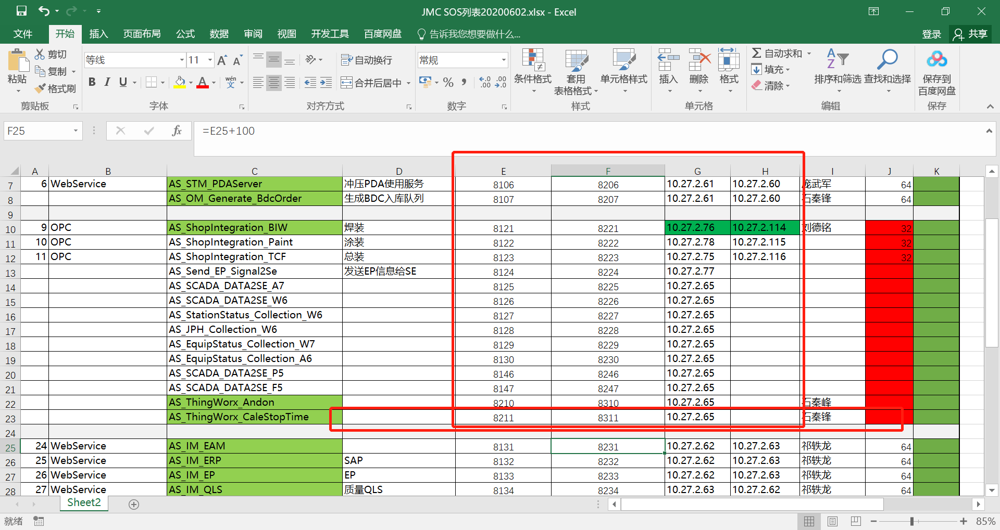 JMC SOS列表20200602.xlsx - Excel
文件 开始 插入 页面布局 公式 数据 审阅 视图 开发工具 百度网盘 告诉我您想要做什么... 登录 共享
粘贴 剪切 复制 格式刷 剪贴板
等线 11 B I U A wén 文 字体
自动换行 合并后居中 对齐方式
常规 % 数字
条件格式 套用表格格式 单元格样式 样式
插入 删除 格式 单元格
自动求和 填充 清除 排序和筛选 查找和选择 编辑
保存到百度网盘 保存
F25 fx =E25+100
A B C D E F G H I J K
7 6 WebService AS_STM_PDAServer 冲压PDA使用服务 8106 8206 10.27.2.61 10.27.2.60 庞武军 64
8 AS_OM_Generate_BdcOrder 生成BDC入库队列 8107 8207 10.27.2.61 10.27.2.60 石秦锋 64
9
10 9 OPC AS_ShopIntegration_BIW 焊装 8121 8221 10.27.2.76 10.27.2.114 刘德铭 32
11 10 OPC AS_ShopIntegration_Paint 涂装 8122 8222 10.27.2.78 10.27.2.115 32
12 11 OPC AS_ShopIntegration_TCF 总装 8123 8223 10.27.2.75 10.27.2.116 32
13 AS_Send_EP_Signal2Se 发送EP信息给SE 8124 8224 10.27.2.77
14 AS_SCADA_DATA2SE_A7 8125 8225 10.27.2.65
15 AS_SCADA_DATA2SE_W6 8126 8226 10.27.2.65
16 AS_StationStatus_Collection_W6 8127 8227 10.27.2.65
17 AS_JPH_Collection_W6 8128 8228 10.27.2.65
18 AS_EquipStatus_Collection_W7 8129 8229 10.27.2.65
19 AS_EquipStatus_Collection_A6 8130 8230 10.27.2.65
20 AS_SCADA_DATA2SE_P5 8146 8246 10.27.2.65
21 AS_SCADA_DATA2SE_F5 8147 8247 10.27.2.65
22 AS_ThingWorx_Andon 8210 8310 10.27.2.65 石秦峰
23 AS_ThingWorx_CaleStopTime 8211 8311 10.27.2.65 石秦锋
24
25 24 WebService AS_IM_EAM 8131 8231 10.27.2.62 10.27.2.63 祁轶龙 64
26 25 WebService AS_IM_ERP SAP 8132 8232 10.27.2.62 10.27.2.63 祁轶龙 64
27 26 WebService AS_IM_EP EP 8133 8233 10.27.2.62 10.27.2.63 祁轶龙 64
28 27 WebService AS_IM_QLS 质量QLS 8134 8234 10.27.2.63 10.27.2.62 祁轶龙 64
Sheet2
就绪 85%